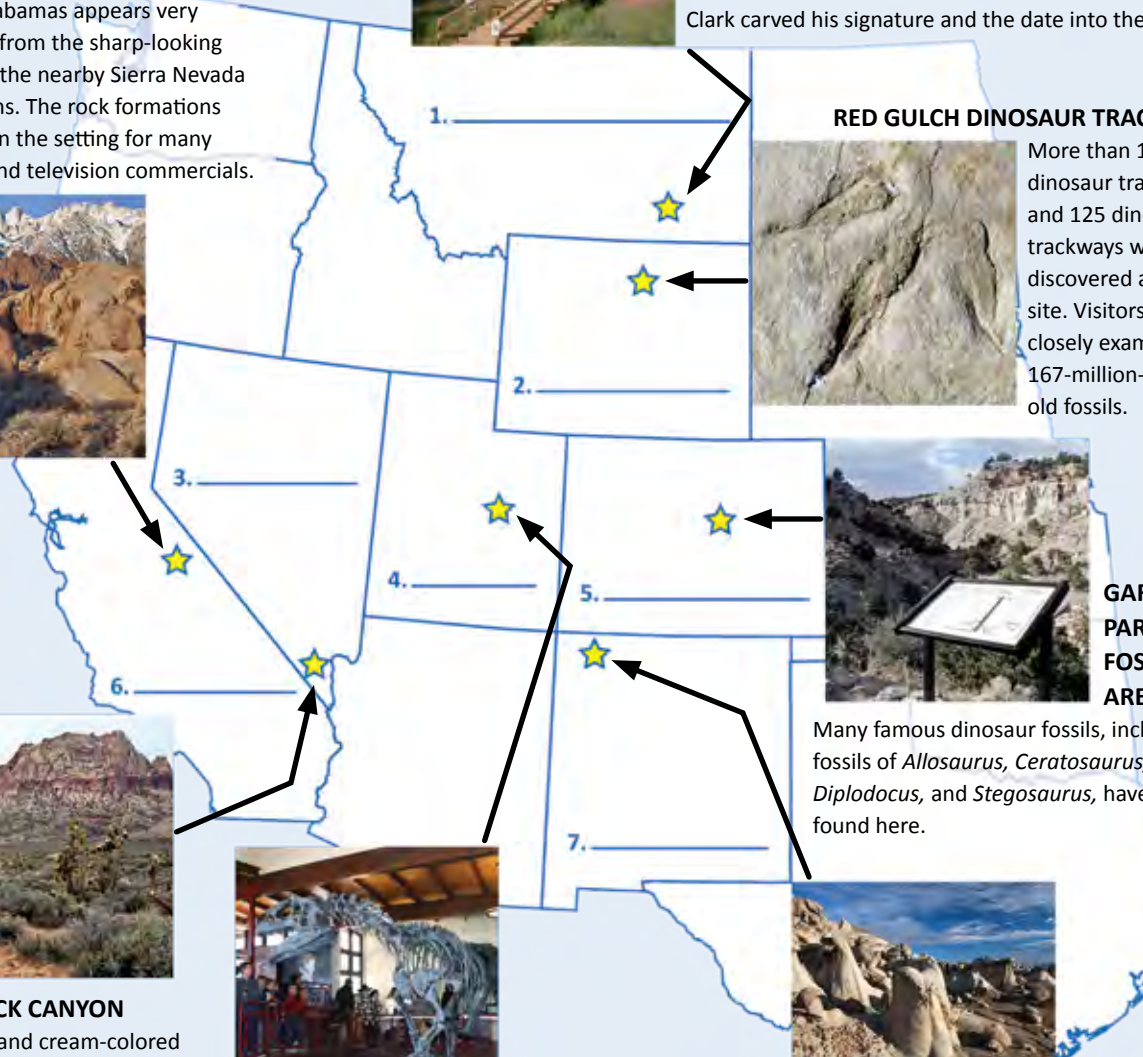 abamas appears very
from the sharp-looking
the nearby Sierra Nevada
ns. The rock formations
n the setting for many
nd television commercials.
Clark carved his signature and the date into the
1.
RED GULCH DINOSAUR TRAC
More than 1
dinosaur tra
and 125 din
trackways w
discovered a
site. Visitors
closely exam
167-million-
old fossils.
2.
3.
4.
5.
GAR
PAR
FOS
ARE
Many famous dinosaur fossils, incl
fossils of Allosaurus, Ceratosaurus,
Diplodocus, and Stegosaurus, have
found here.
6.
7.
CK CANYON
and cream-colored